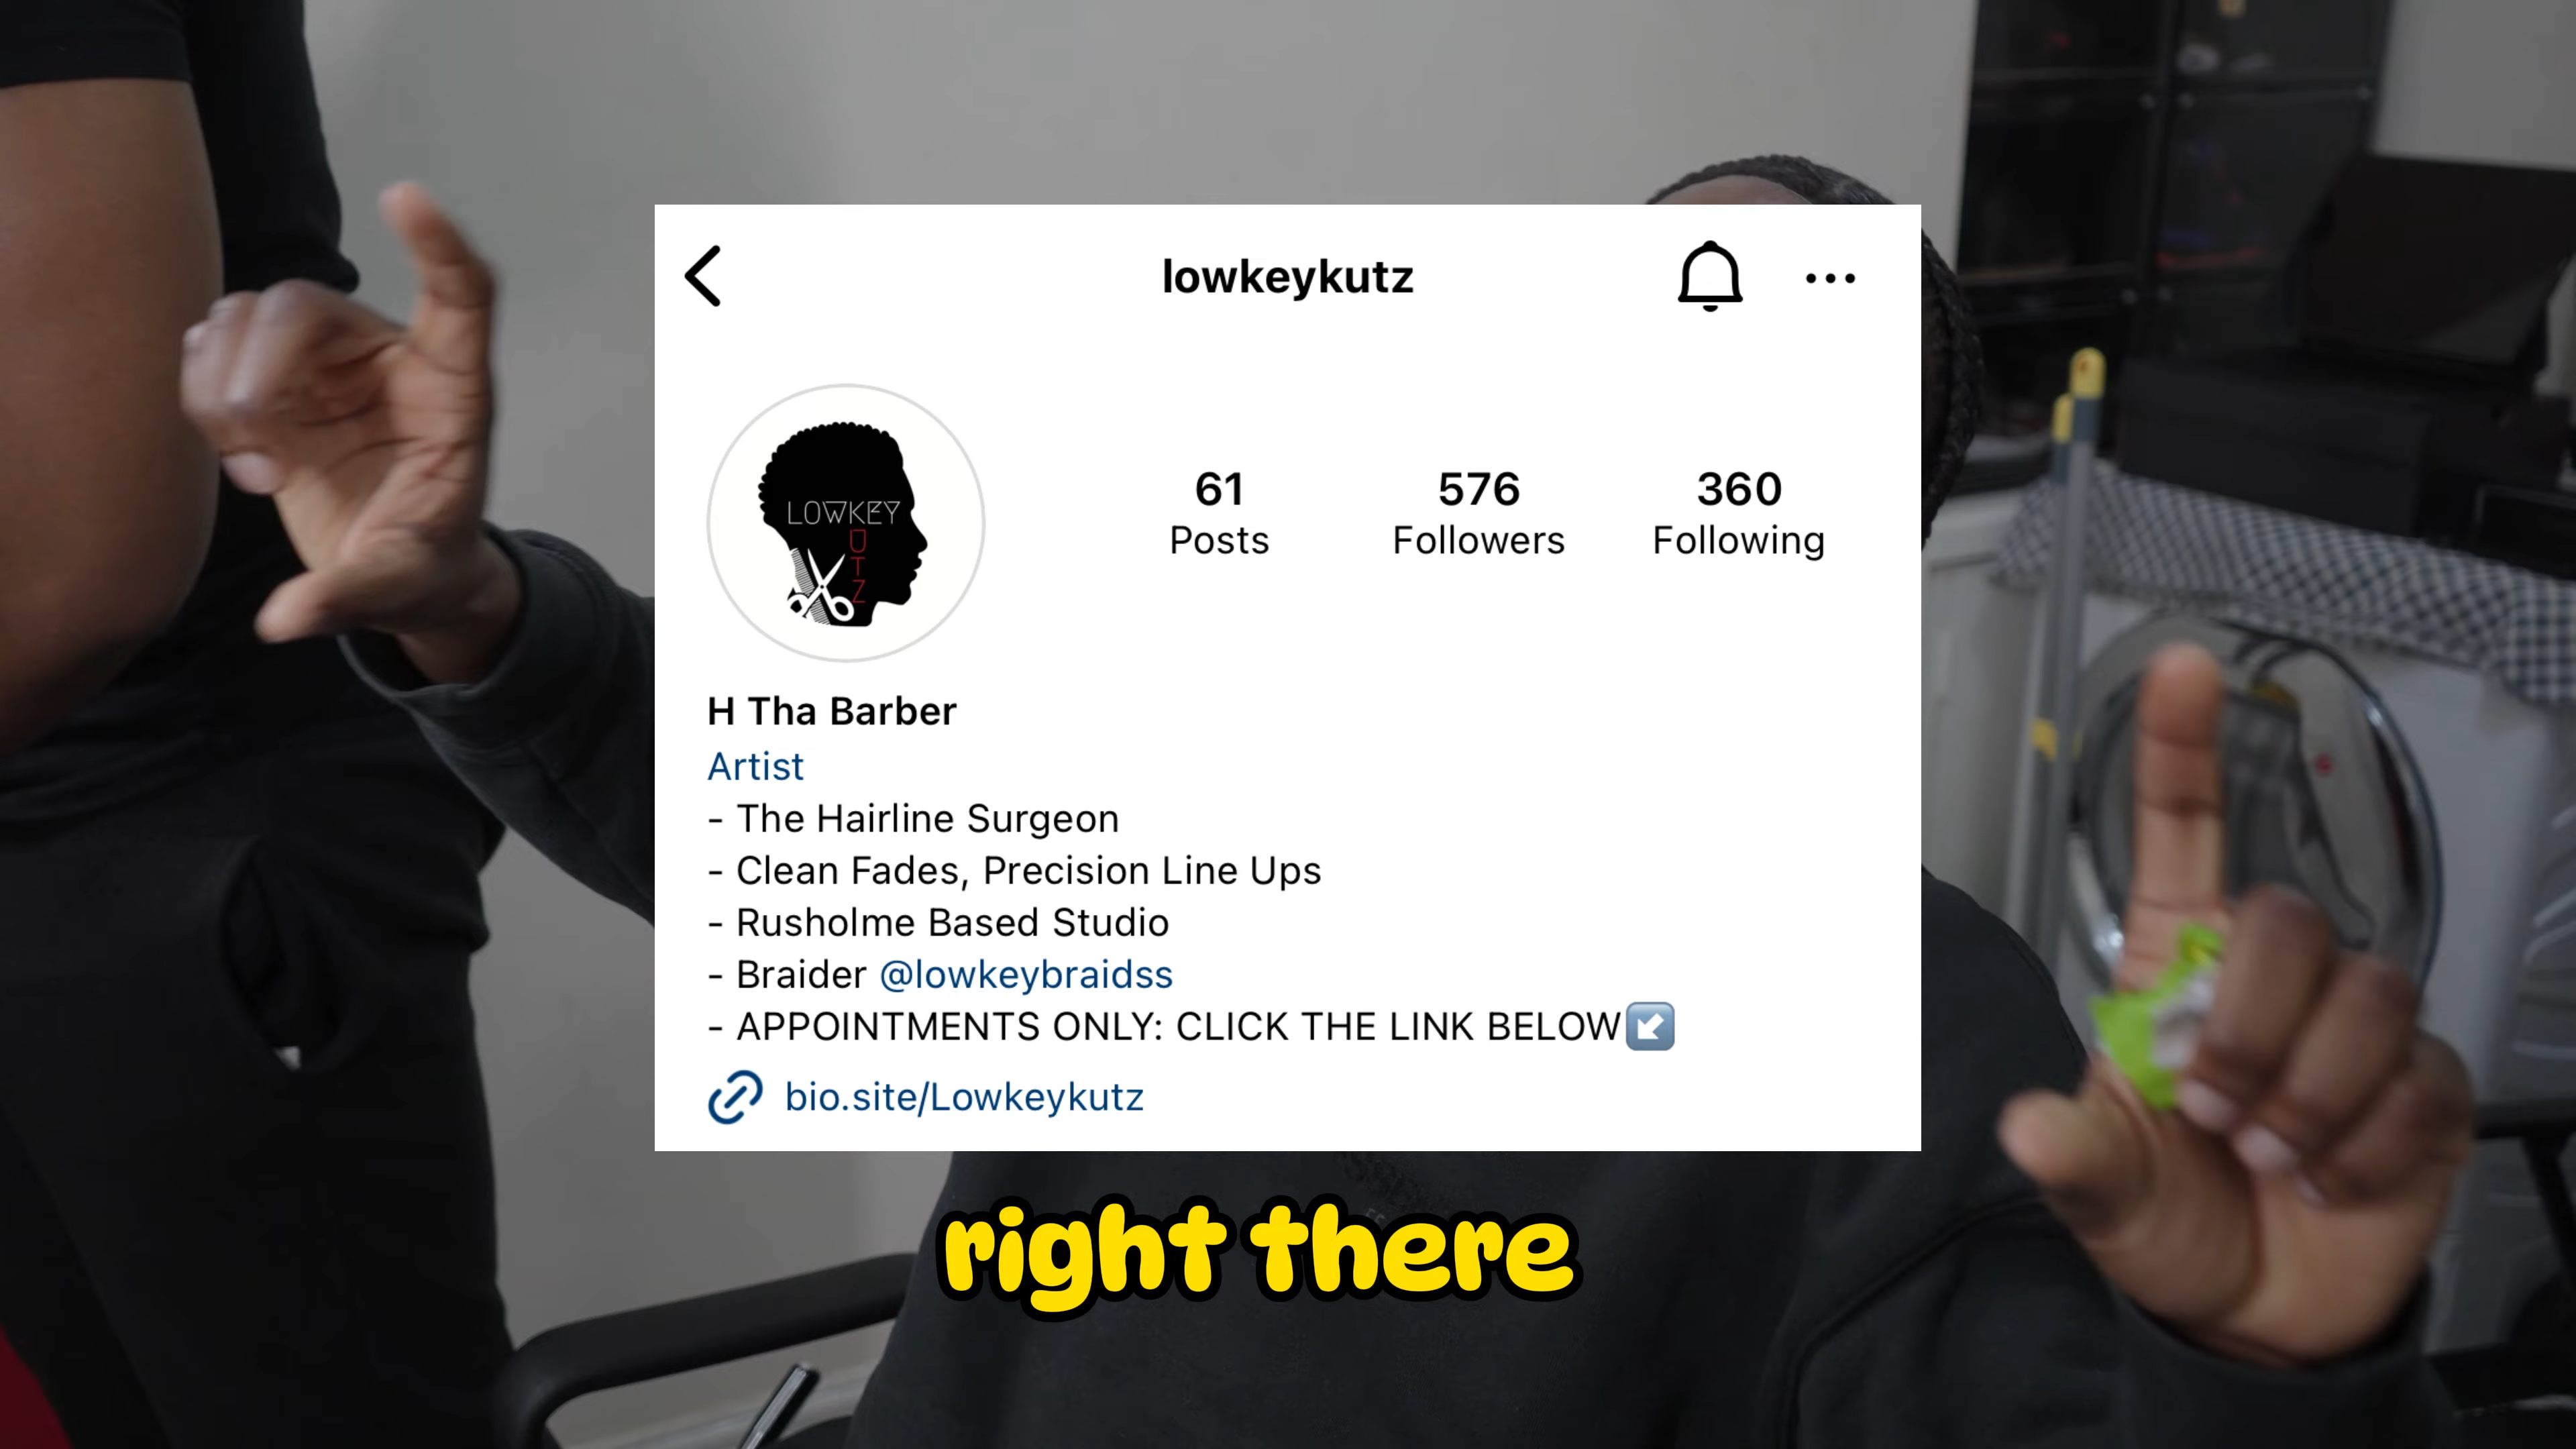 lowkeykutz
LOWKEY
UTZ
61
Posts
576
Followers
360
Following
H Tha Barber
Artist
- The Hairline Surgeon
- Clean Fades, Precision Line Ups
- Rusholme Based Studio
- Braider @lowkeybraidss
- APPOINTMENTS ONLY: CLICK THE LINK BELOW↙️
bio.site/Lowkeykutz
right there